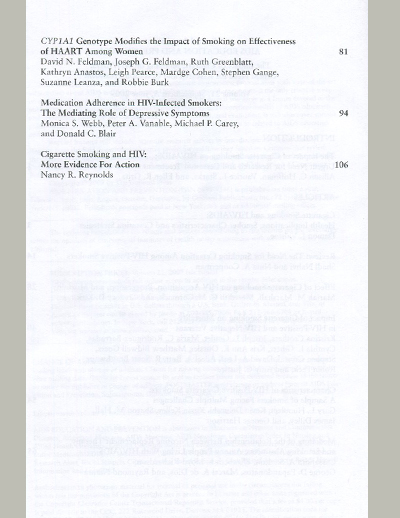 CYP1A1 Genotype Modifies the Impact of Smoking on Effectiveness
of HAART Among Women 81
David N. Feldman, Joseph G. Feldman, Ruth Greenblatt,
Kathryn Anastos, Leigh Pearce, Mardge Cohen, Stephen Gange,
Suzanne Leanza, and Robbie Burk
Medication Adherence in HIV-Infected Smokers:
The Mediating Role of Depressive Symptoms 94
Monica S. Webb, Peter A. Vanable, Michael P. Carey,
and Donald C. Blair
Cigarette Smoking and HIV:
More Evidence For Action 106
Nancy R. Reynolds